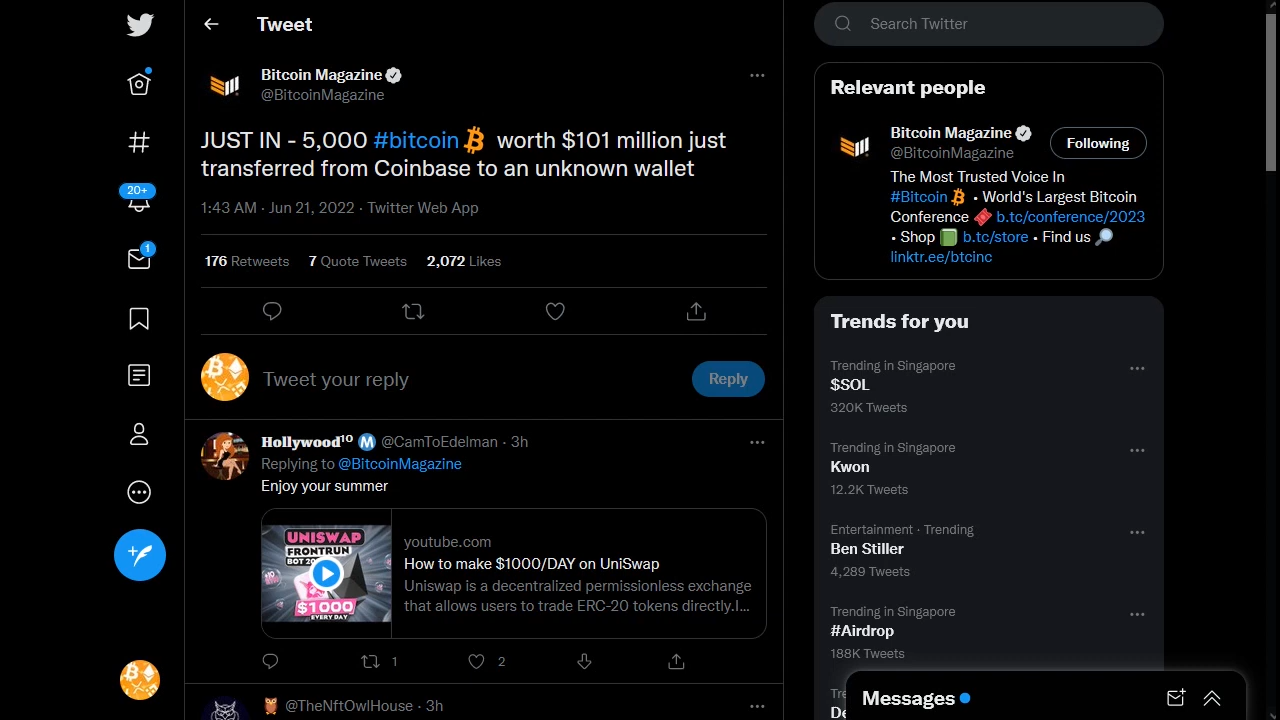 Tweet
Bitcoin Magazine
@BitcoinMagazine
JUST IN - 5,000 #bitcoin worth $101 million just
transferred from Coinbase to an unknown wallet
1:43 AM · Jun 21, 2022 · Twitter Web App
176 Retweets 7 Quote Tweets 2,072 Likes
Tweet your reply
Reply
Hollywood¹⁰ @CamToEdelman · 3h
Replying to @BitcoinMagazine
Enjoy your summer
UNISWAP
FRONTRUN
BOT 20
$1000
EVERY DAY
youtube.com
How to make $1000/DAY on UniSwap
Uniswap is a decentralized permissionless exchange
that allows users to trade ERC-20 tokens directly.I...
1
2
@TheNftOwlHouse · 3h
20+
1
Search Twitter
Relevant people
Bitcoin Magazine
@BitcoinMagazine
Following
The Most Trusted Voice In
#Bitcoin • World's Largest Bitcoin
Conference b.tc/conference/2023
• Shop b.tc/store • Find us
linktr.ee/btcinc
Trends for you
Trending in Singapore
$SOL
320K Tweets
Trending in Singapore
Kwon
12.2K Tweets
Entertainment · Trending
Ben Stiller
4,289 Tweets
Trending in Singapore
#Airdrop
188K Tweets
Messages